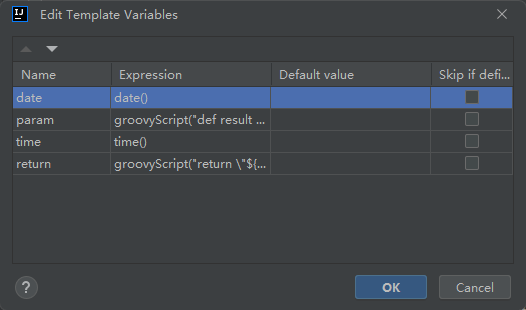 IJ Edit Template Variables
Name Expression Default value Skip if defi...
date date()
param groovyScript("def result ...
time time()
return groovyScript("return \"${...
? OK Cancel